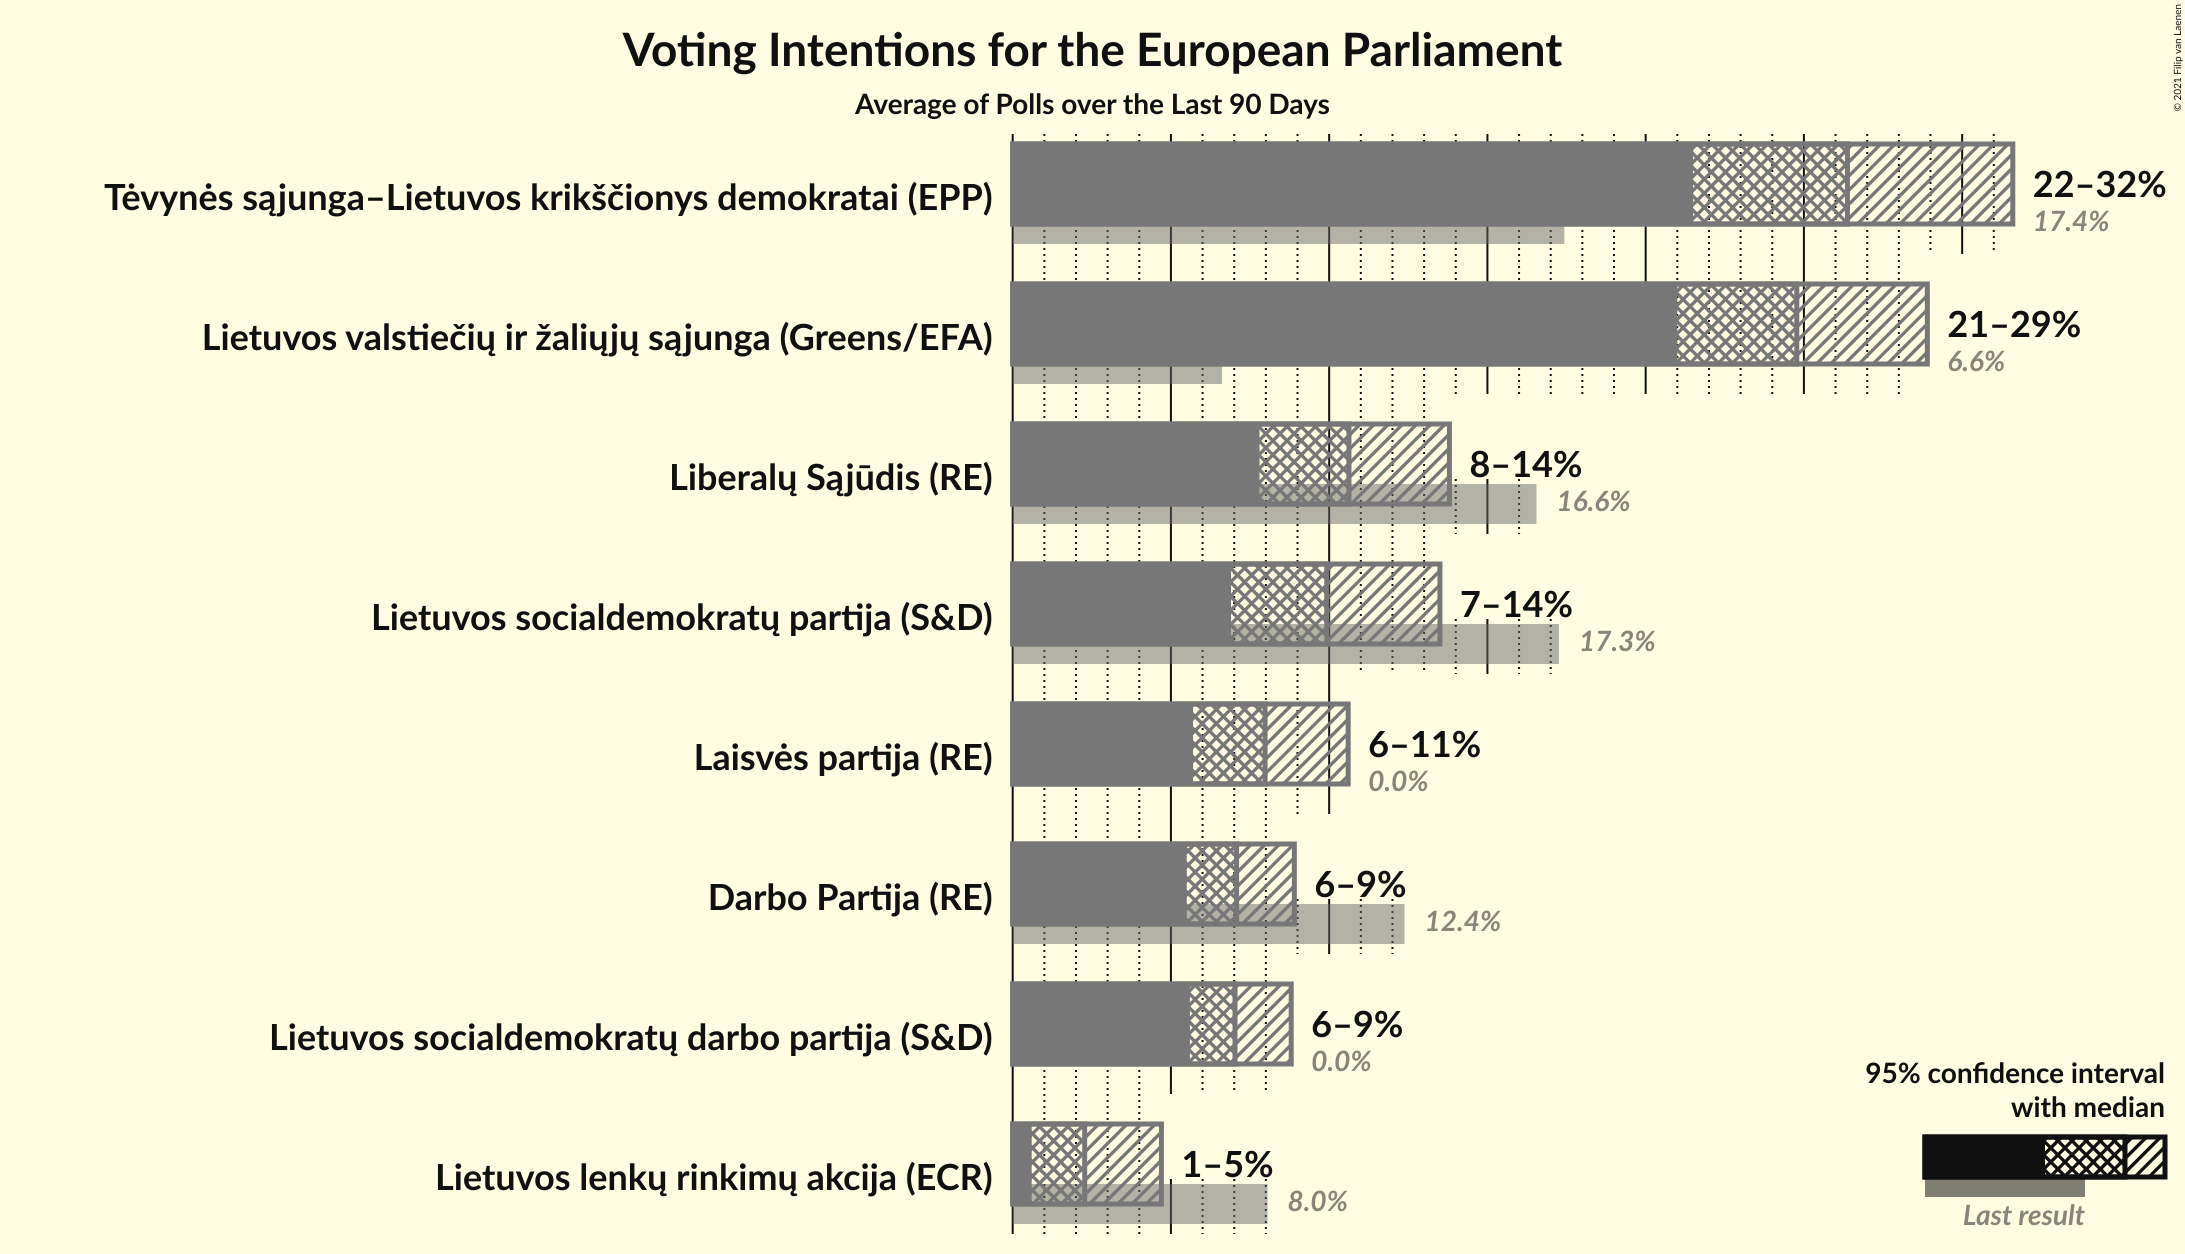 © 2021 Filip van Laenen
Voting Intentions for the European Parliament
Average of Polls over the Last 90 Days
Tėvynės sąjunga–Lietuvos krikščionys demokratai (EPP)
22–32%
17.4%
Lietuvos valstiečių ir žaliųjų sąjunga (Greens/EFA)
21–29%
6.6%
Liberalų Sąjūdis (RE)
8–14%
16.6%
Lietuvos socialdemokratų partija (S&D)
7–14%
17.3%
Laisvės partija (RE)
6–11%
0.0%
Darbo Partija (RE)
6–9%
12.4%
Lietuvos socialdemokratų darbo partija (S&D)
6–9%
0.0%
Lietuvos lenkų rinkimų akcija (ECR)
1–5%
8.0%
95% confidence interval
with median
Last result